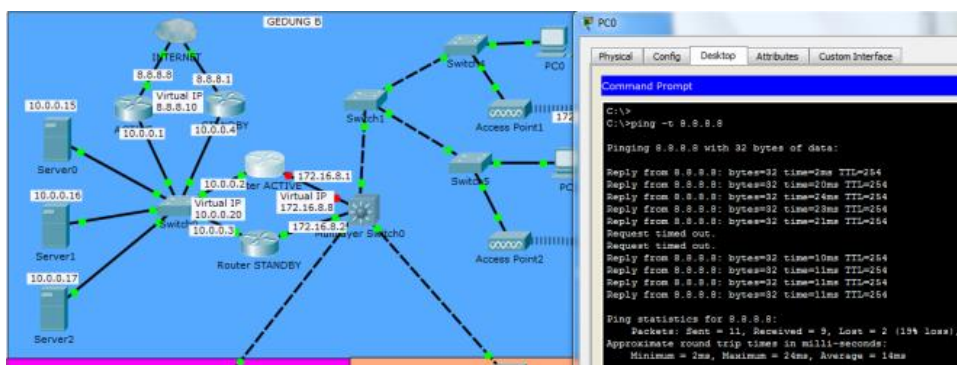 GEDUNG B
INTERNET
8.8.8.8
8.8.8.1
Virtual IP
8.8.8.10
10.0.0.15
10.0.0.1
10.0.0.4
Server0
10.0.0.16
Server1
10.0.0.17
Server2
10.0.0.2
172.16.8.1
Virtual IP
10.0.0.20
Virtual IP
172.16.8.8
10.0.0.3
172.16.8.2
Router STANDBY
Switch1
Switch4
PC0
Access Point1
172
Switch5
PC
Access Point2
PC0
Physical Config Desktop Attributes Custom Interface
Command Prompt
C:\>
C:\>ping -t 8.8.8.8
Pinging 8.8.8.8 with 32 bytes of data:
Reply from 8.8.8.8: bytes=32 time=2ms TTL=254
Reply from 8.8.8.8: bytes=32 time=20ms TTL=254
Reply from 8.8.8.8: bytes=32 time=24ms TTL=254
Reply from 8.8.8.8: bytes=32 time=23ms TTL=254
Reply from 8.8.8.8: bytes=32 time=21ms TTL=254
Request timed out.
Request timed out.
Reply from 8.8.8.8: bytes=32 time=10ms TTL=254
Reply from 8.8.8.8: bytes=32 time=11ms TTL=254
Reply from 8.8.8.8: bytes=32 time=11ms TTL=254
Reply from 8.8.8.8: bytes=32 time=11ms TTL=254
Ping statistics for 8.8.8.8:
Packets: Sent = 11, Received = 9, Lost = 2 (19% loss),
Approximate round trip times in milli-seconds:
Minimum = 2ms, Maximum = 24ms, Average = 14ms